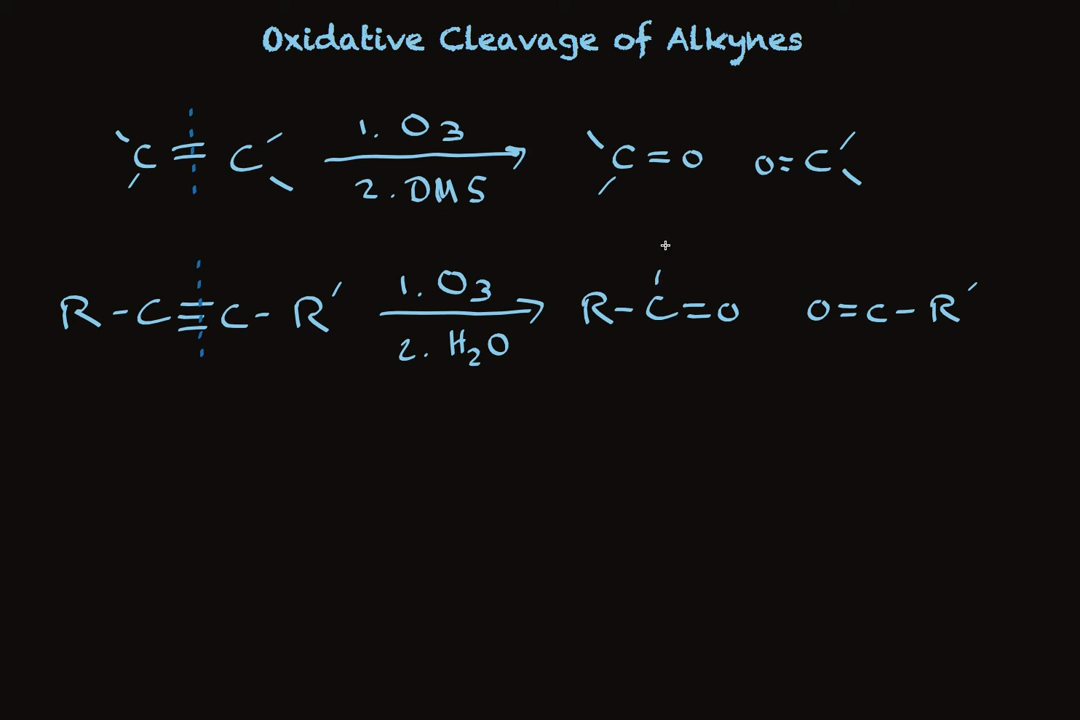 Oxidative Cleavage of Alkynes
C = C 1. O3 2. DMS C = O O = C
R - C ≡ C - R′ 1. O3 2. H2O R - C = O O = C - R′